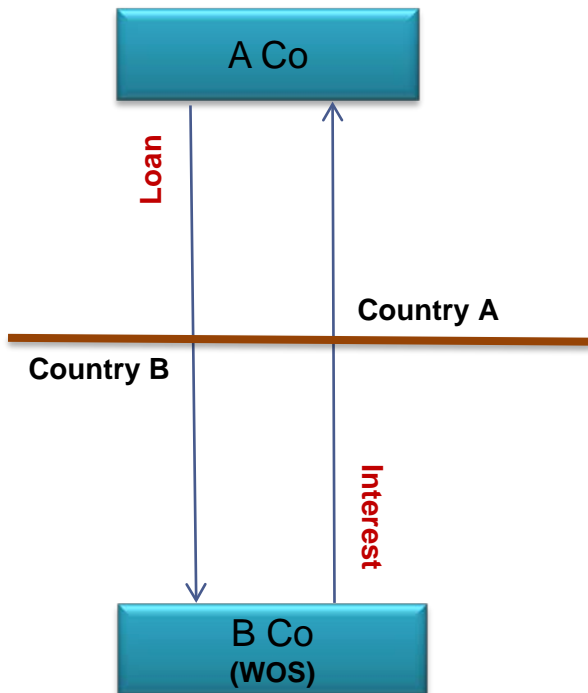 A Co
Loan
Country A
Country B
Interest
B Co
(WOS)